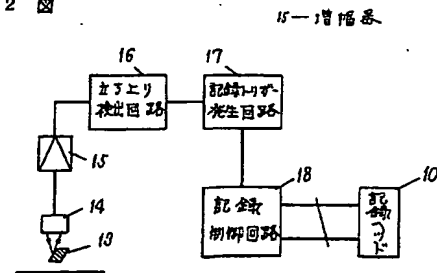 2 図
15—増幅器
16
17
立ち上り
検出回路
記録トリガー
発生回路
15
18
10
14
記録
制御回路
記録ヘッド
19